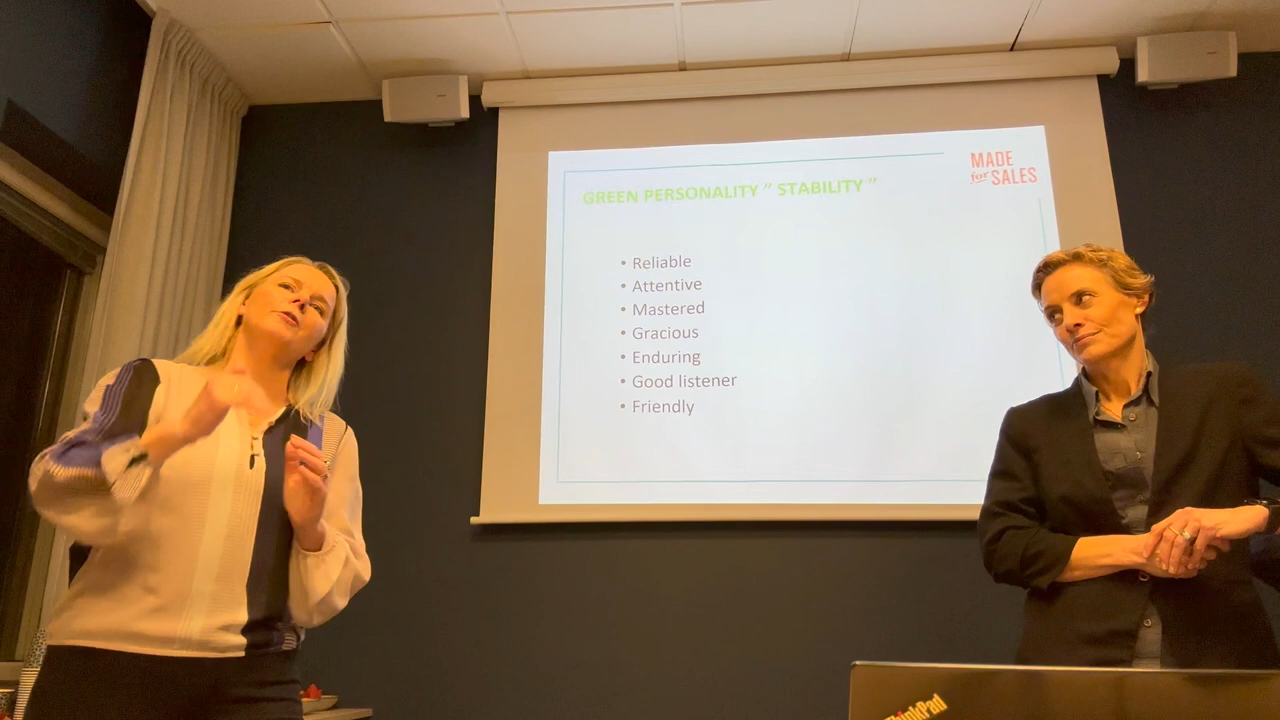 MADE
for SALES
GREEN PERSONALITY ” STABILITY ”
• Reliable
• Attentive
• Mastered
• Gracious
• Enduring
• Good listener
• Friendly
ThinkPad